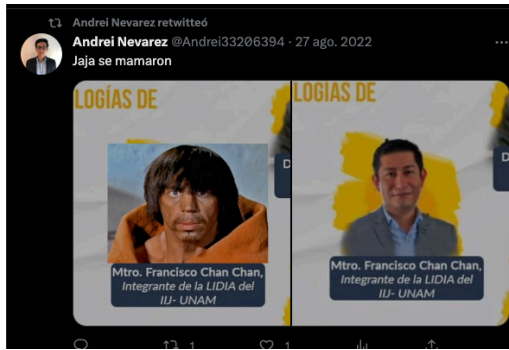 Andrei Nevarez retwitteó
Andrei Nevarez @Andrei33206394 · 27 ago. 2022
Jaja se mamaron
LOGÍAS DE
D
Mtro. Francisco Chan Chan,
Integrante de la LIDIA del
IIJ- UNAM
LOGIAS DE
D
Mtro. Francisco Chan Chan,
Integrante de la LIDIA del
IIJ- UNAM
1
1